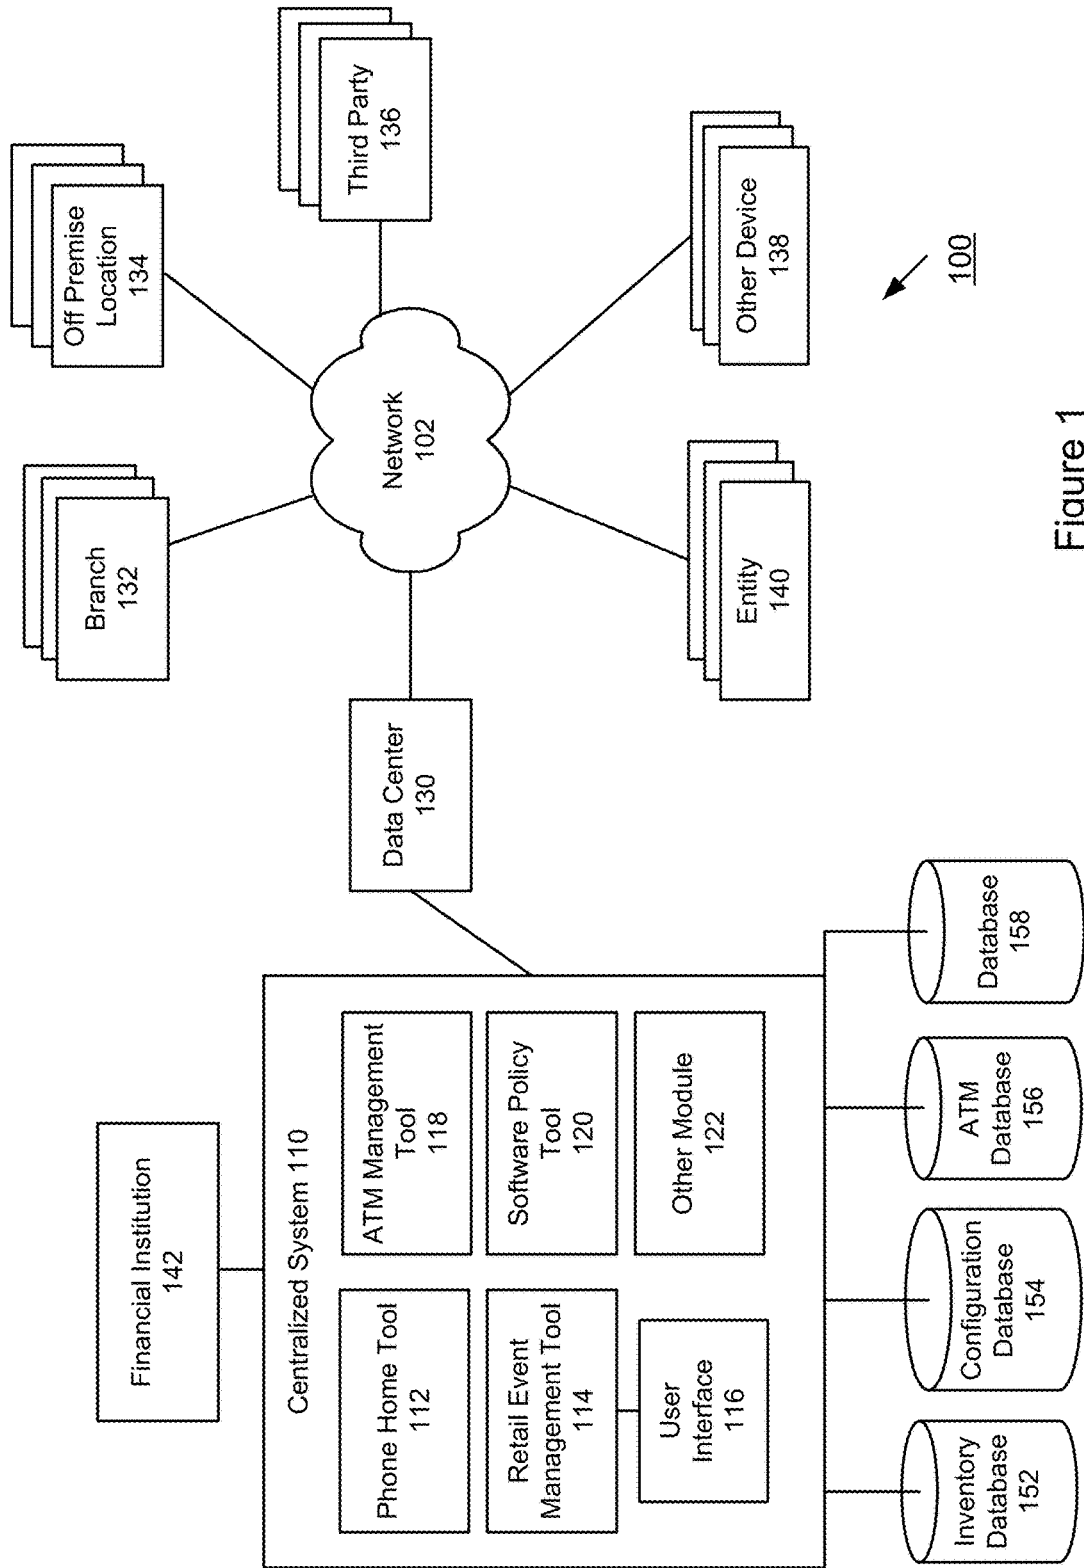 Financial Institution
142
Centralized System 110
Phone Home Tool
112
ATM Management
Tool
118
Retail Event
Management Tool
114
Software Policy
Tool
120
User
Interface
116
Other Module
122
Inventory
Database
152
Configuration
Database
154
ATM
Database
156
Database
158
Data Center
130
Branch
132
Off Premise
Location
134
Third Party
136
Network
102
Entity
140
Other Device
138
100
Figure 1